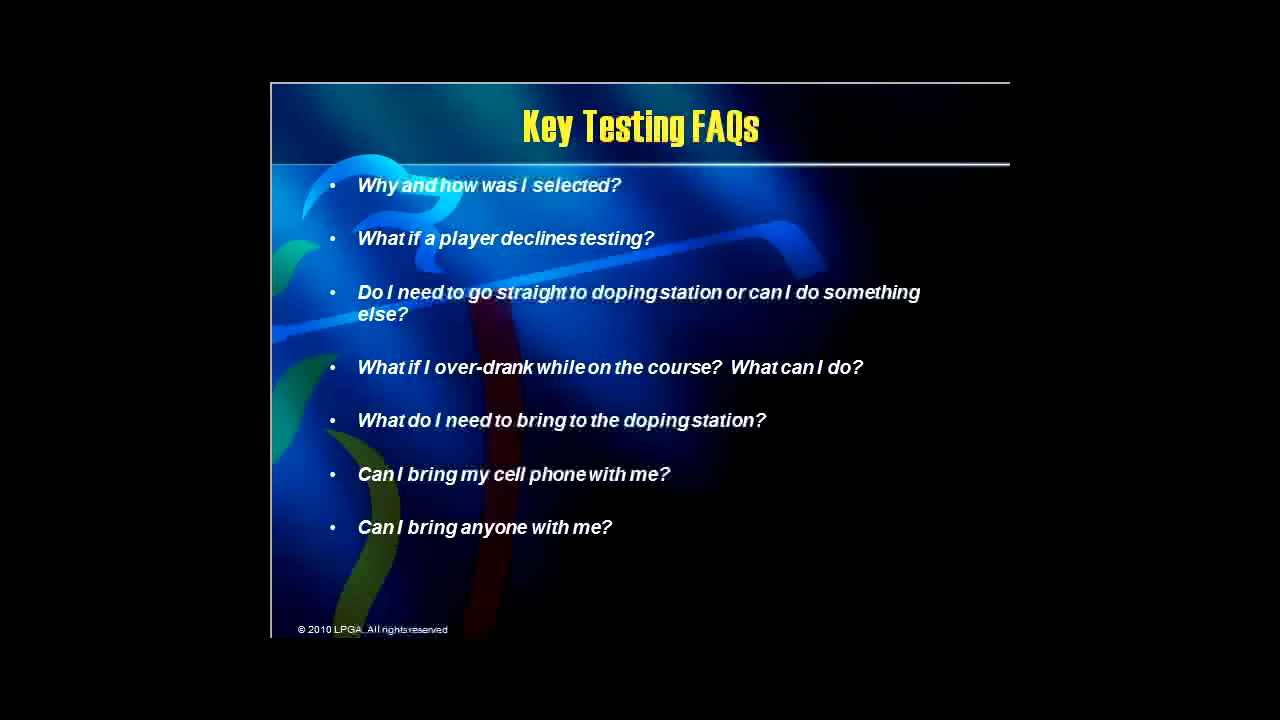 Key Testing FAQs
• Why and how was I selected?
• What if a player declines testing?
• Do I need to go straight to doping station or can I do something
else?
• What if I over-drank while on the course?  What can I do?
• What do I need to bring to the doping station?
• Can I bring my cell phone with me?
• Can I bring anyone with me?
© 2010 LPGA. All rights reserved